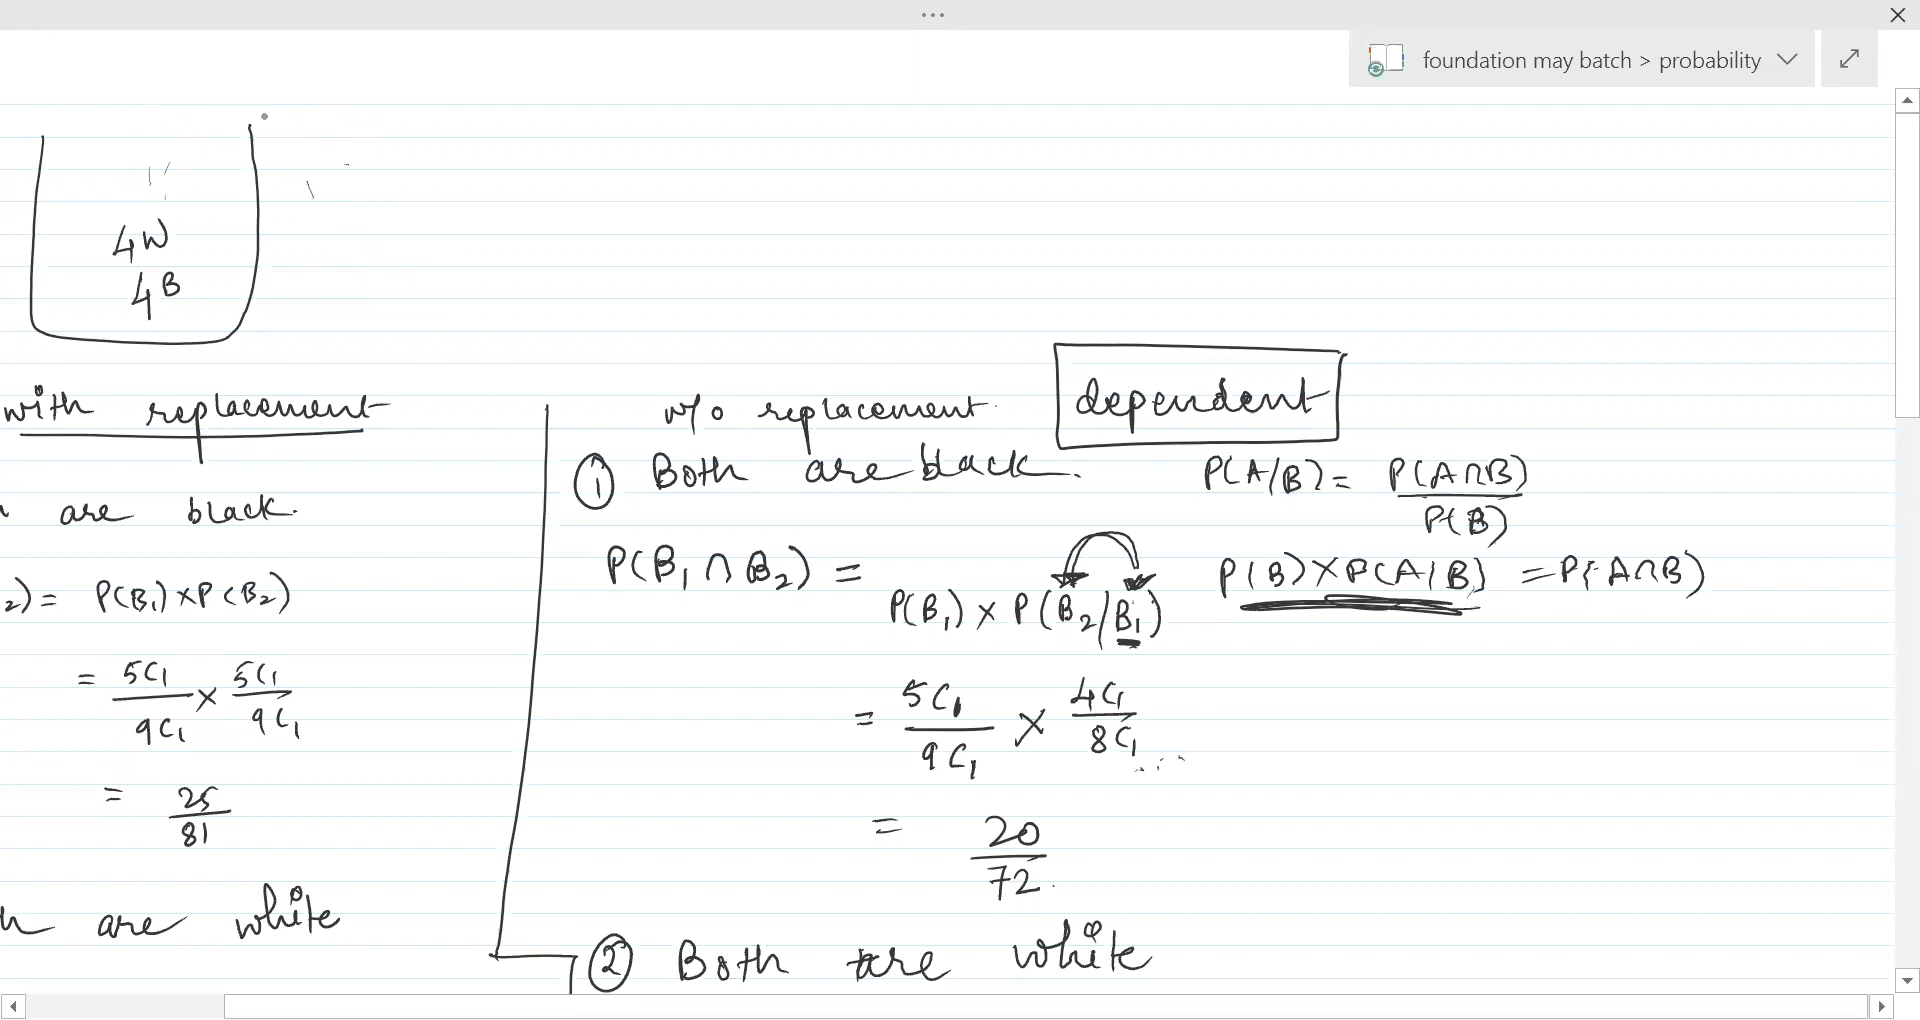 foundation may batch > probability
4W
4B
with replacement
are black.
2) = P(B1) × P(B2)
= 5C1/9C1 × 5C1/9C1
= 25/81
are white
w/o replacement. dependent
① Both are black.
P(A/B) = P(A∩B)/P(B)
P(B1 ∩ B2) =
P(B1) × P(B2/B1)
P(B) × P(A/B) = P(A∩B)
= 5C1/9C1 × 4C1/8C1
= 20/72.
② Both are white